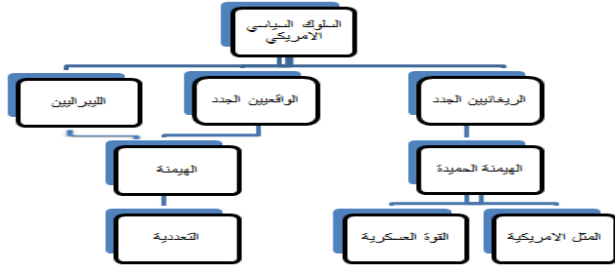 السلوك السياسي
الامريكي
الريغانيين الجدد
الواقعيين الجدد
الليبراليين
الهيمنة الحميدة
الهيمنة
المثل الامريكية
القوة العسكرية
التعددية